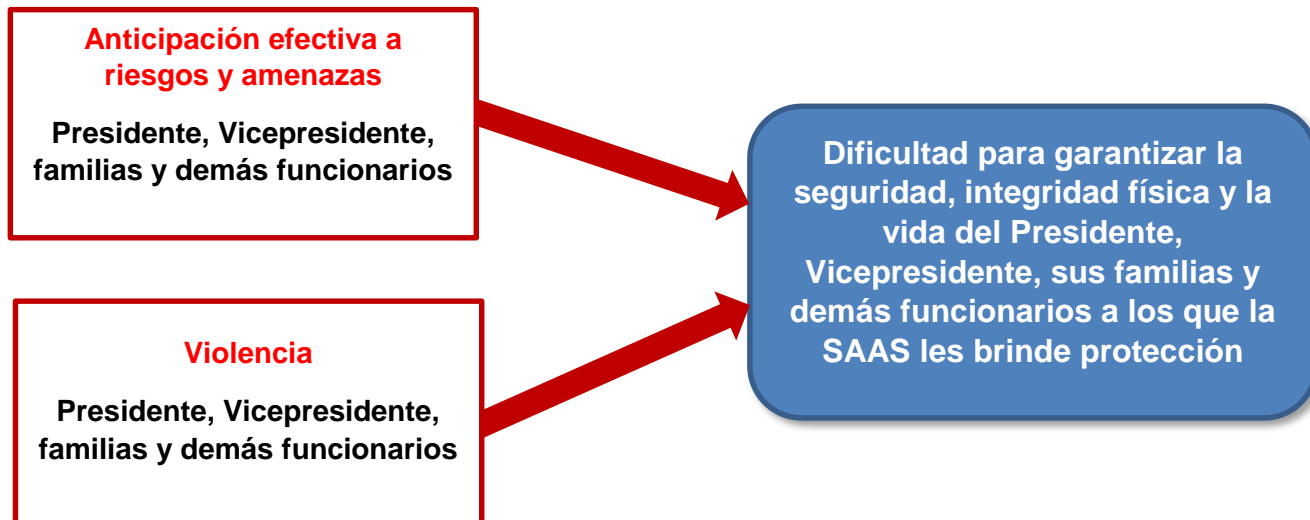 Anticipación efectiva a
riesgos y amenazas
Presidente, Vicepresidente,
familias y demás funcionarios
Violencia
Presidente, Vicepresidente,
familias y demás funcionarios
Dificultad para garantizar la
seguridad, integridad física y la
vida del Presidente,
Vicepresidente, sus familias y
demás funcionarios a los que la
SAAS les brinde protección